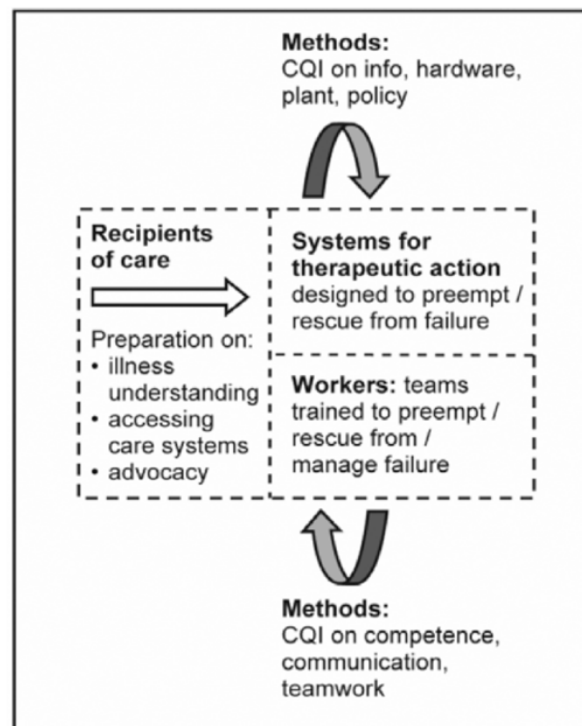 Methods:
CQI on info, hardware,
plant, policy
Recipients
of care
Preparation on:
• illness
understanding
• accessing
care systems
• advocacy
Systems for
therapeutic action
designed to preempt /
rescue from failure
Workers: teams
trained to preempt /
rescue from /
manage failure
Methods:
CQI on competence,
communication,
teamwork